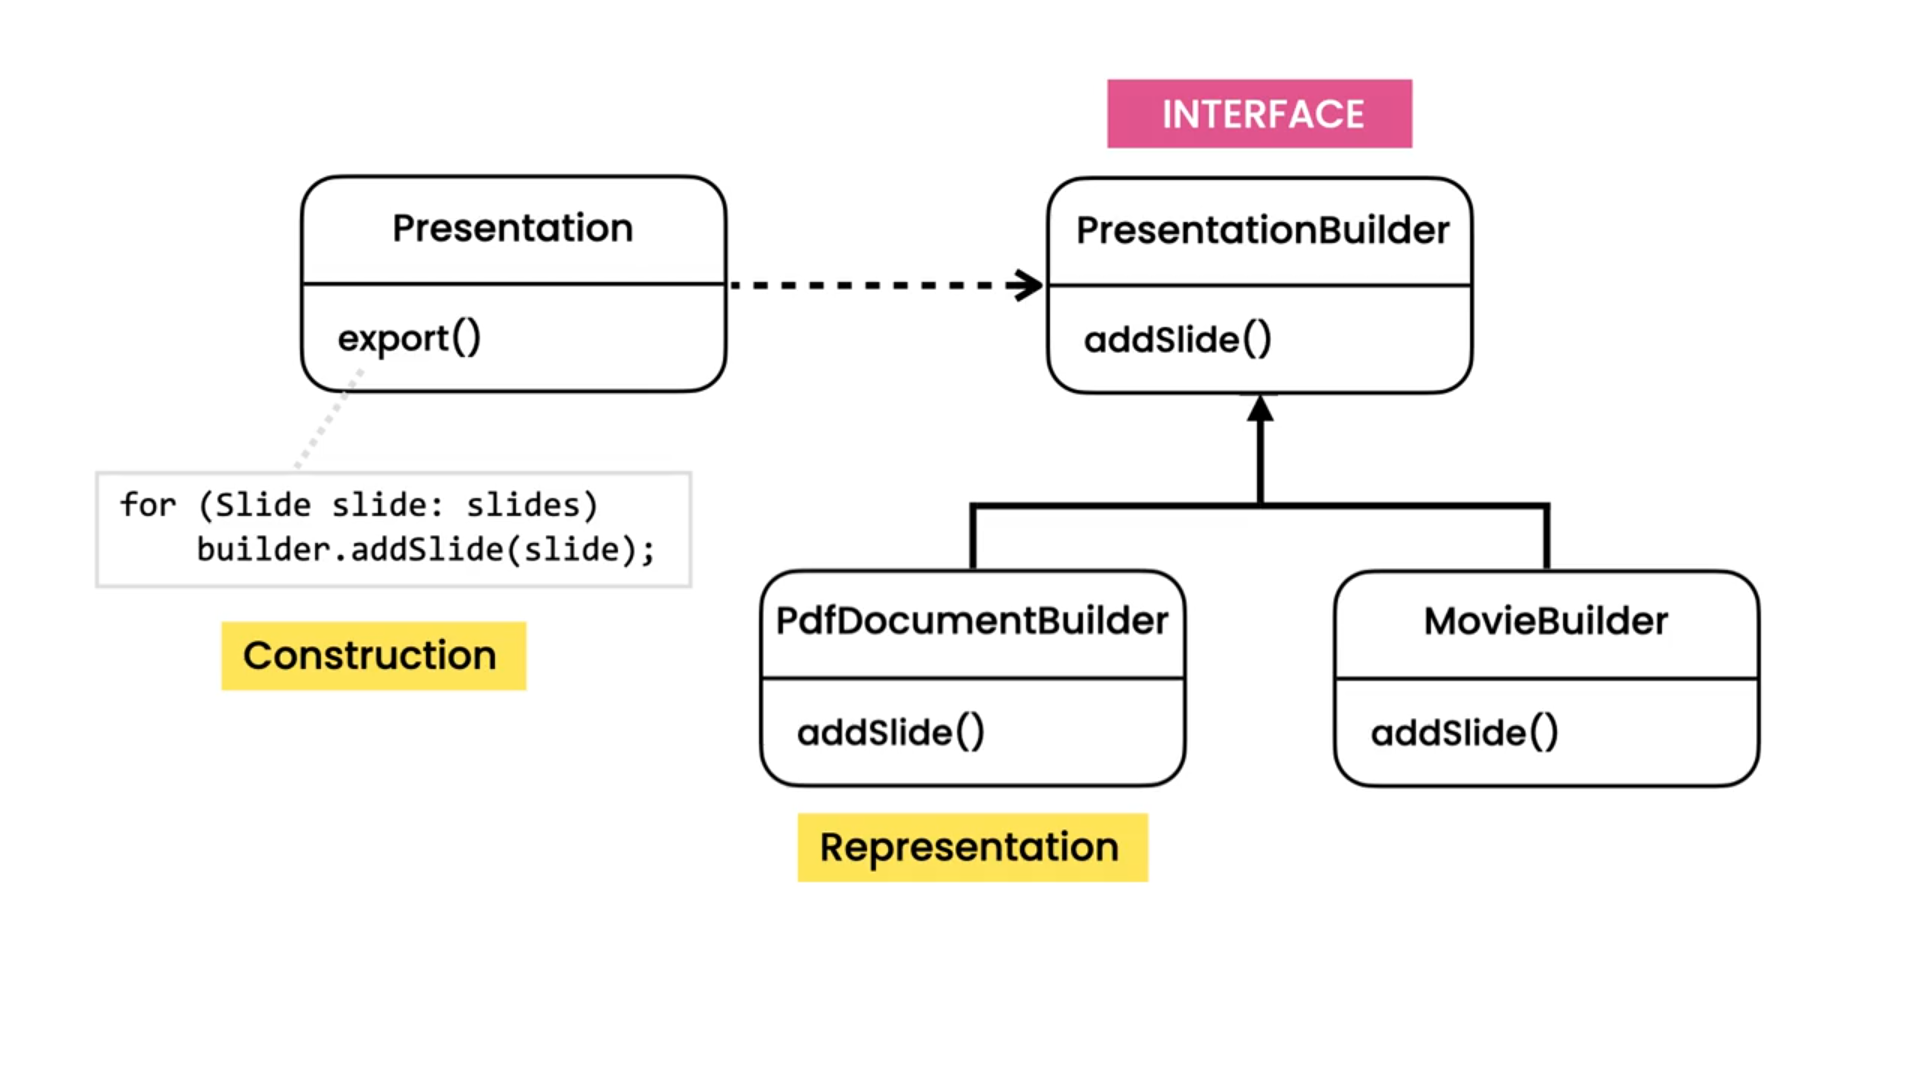 INTERFACE
Presentation
export()
PresentationBuilder
addSlide()
for (Slide slide: slides)
builder.addSlide(slide);
Construction
PdfDocumentBuilder
addSlide()
MovieBuilder
addSlide()
Representation